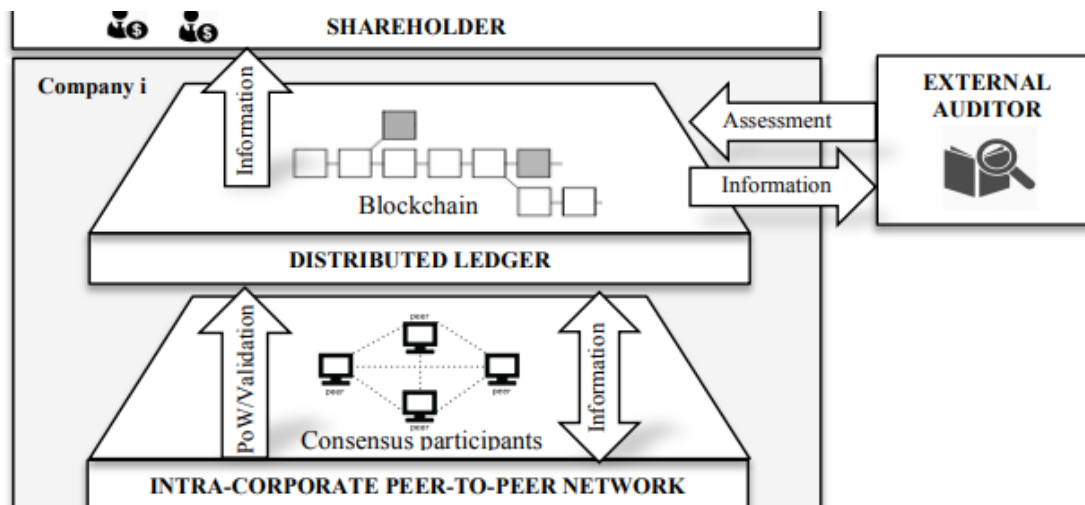 SHAREHOLDER
Company i
Information
Blockchain
DISTRIBUTED LEDGER
Assessment
Information
EXTERNAL
AUDITOR
PoW/Validation
peer
peer
peer
peer
Consensus participants
Information
INTRA-CORPORATE PEER-TO-PEER NETWORK